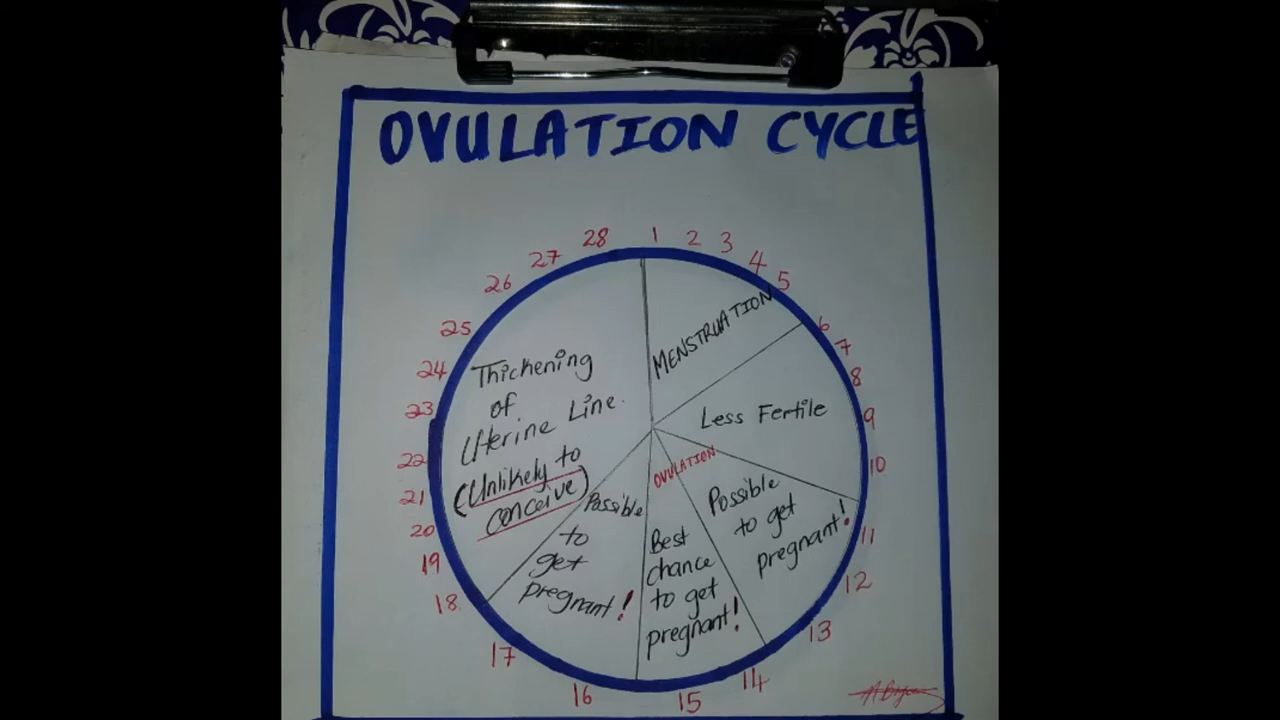 OVULATION CYCLE
28 1 2 3 4 5
6
7
8
9
10
11
12
13
14
15
16
17
18
19
20
21
22
23
24
25
26
27
MENSTRUATION
Less Fertile
OVULATION
Possible
to get
pregnant!
Best
chance
to get
pregnant!
Possible
to
get
pregnant!
Thickening
of
Uterine Line.
(Unlikely to
conceive)